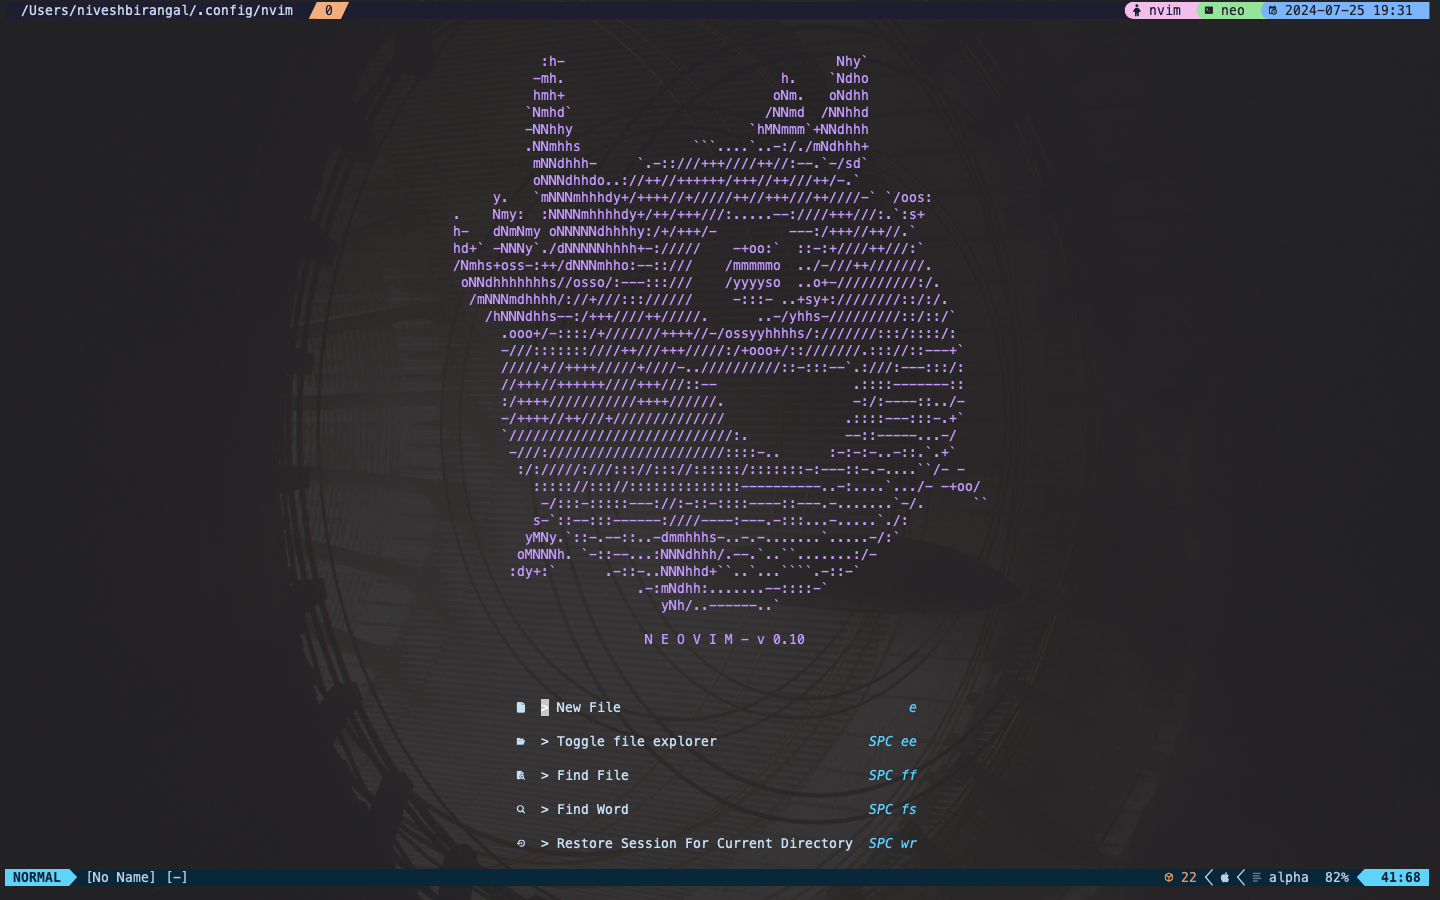 /Users/niveshbirangal/.config/nvim 0 nvim neo 2024-07-25 19:31
N E O V I M - v 0.10
> New File e
> Toggle file explorer SPC ee
> Find File SPC ff
> Find Word SPC fs
> Restore Session For Current Directory SPC wr
NORMAL [No Name] [-] 22 alpha 82% 41:68